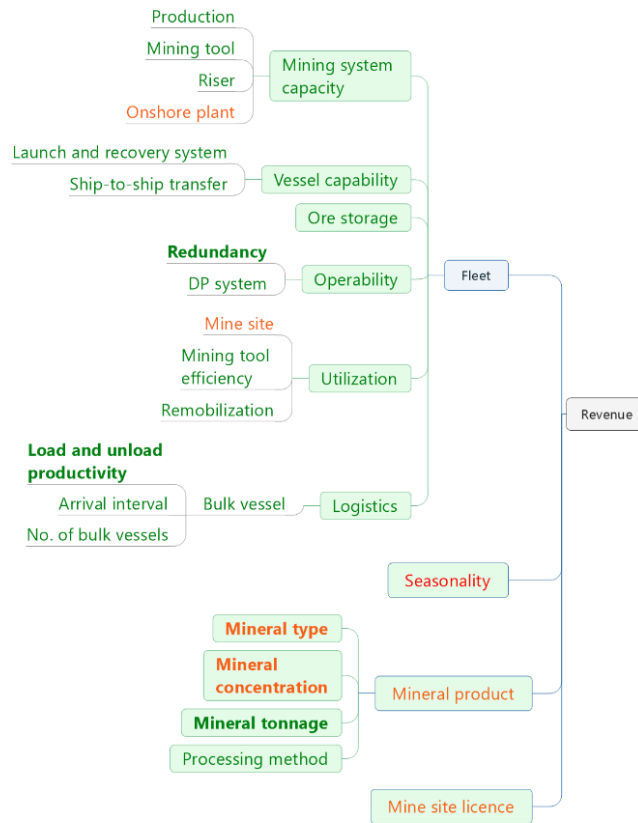 Production
Mining tool
Riser
Onshore plant
Mining system
capacity
Launch and recovery system
Ship-to-ship transfer
Vessel capability
Ore storage
Redundancy
DP system
Operability
Fleet
Mine site
Mining tool
efficiency
Remobilization
Utilization
Revenue
Load and unload
productivity
Arrival interval
No. of bulk vessels
Bulk vessel
Logistics
Seasonality
Mineral type
Mineral
concentration
Mineral tonnage
Processing method
Mineral product
Mine site licence